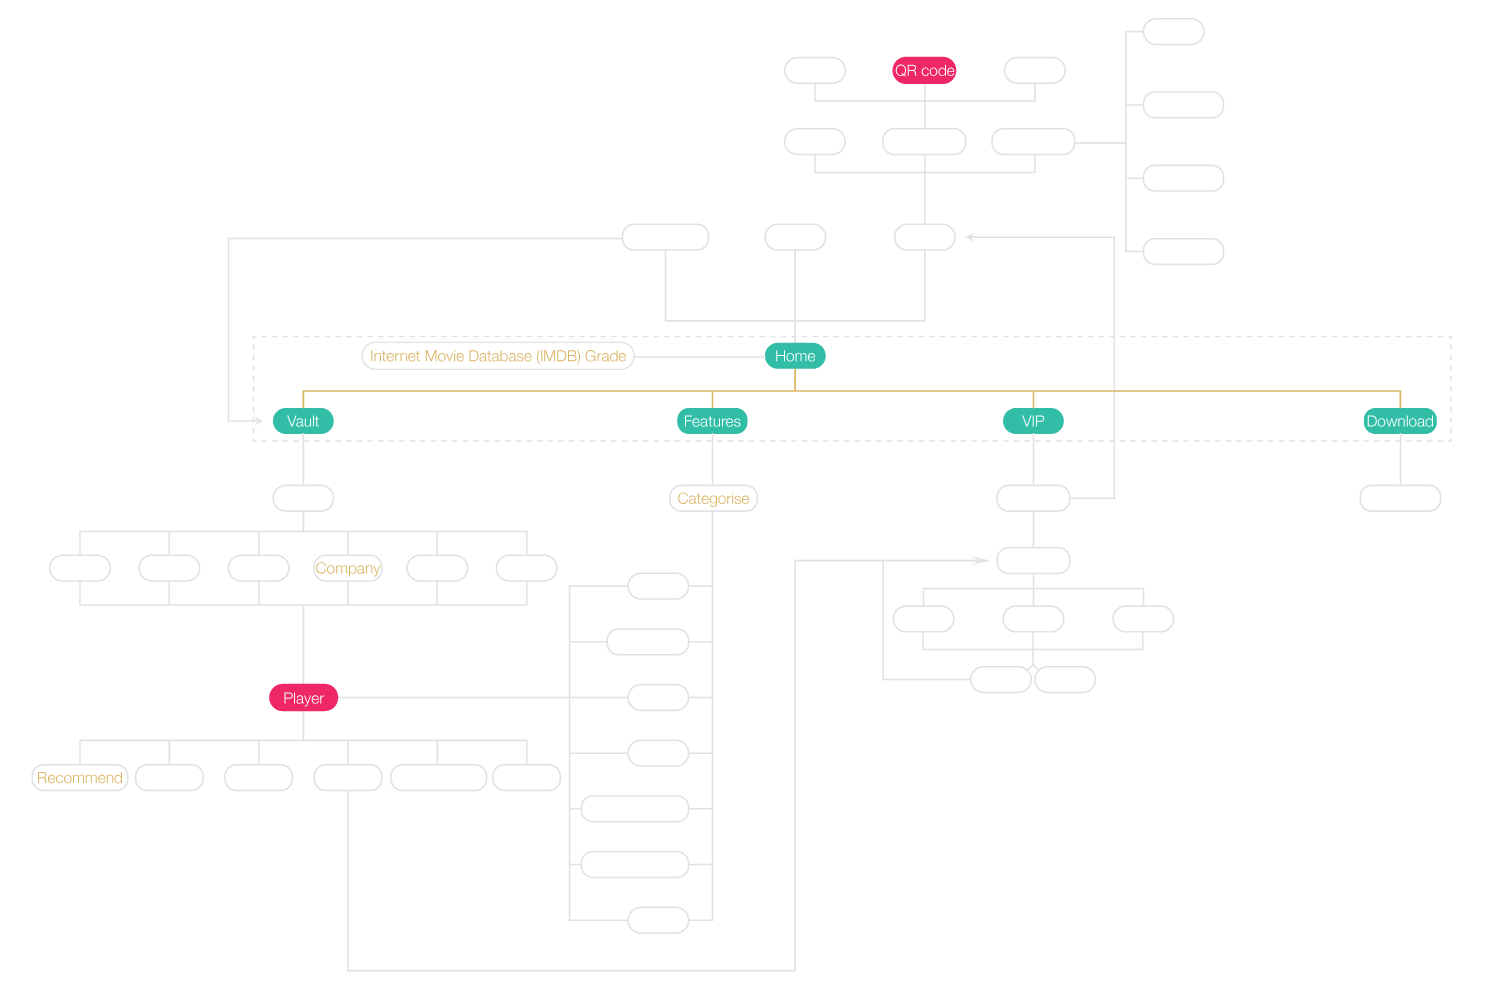 QR code
Internet Movie Database (IMDB) Grade
Home
Vault
Features
VIP
Download
Categorise
Company
Player
Recommend